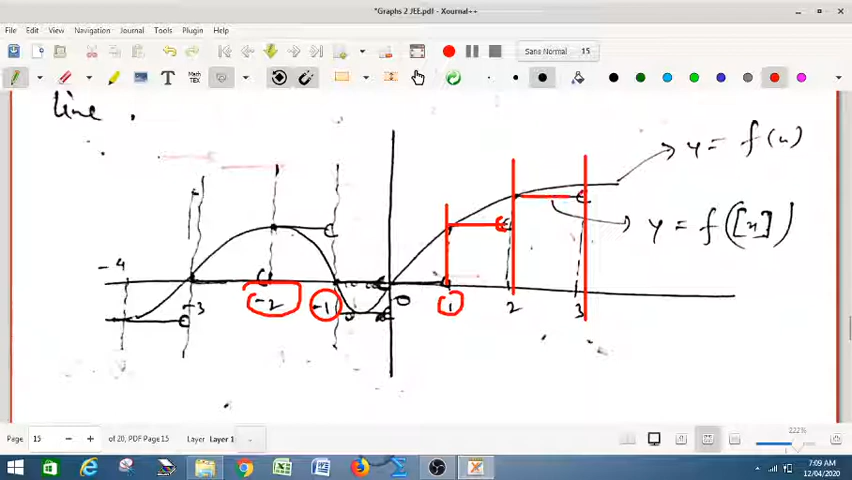 *Graphs 2 JEE.pdf - Xournal++
File Edit View Navigation Journal Tools Plugin Help
Sans Normal 15
line .
y = f(x)
y = f([x])
-4
-3 -2 -1 0 1 2 3
222%
Page 15 of 20, PDF Page 15 Layer Layer 1
7:09 AM
12/04/2020